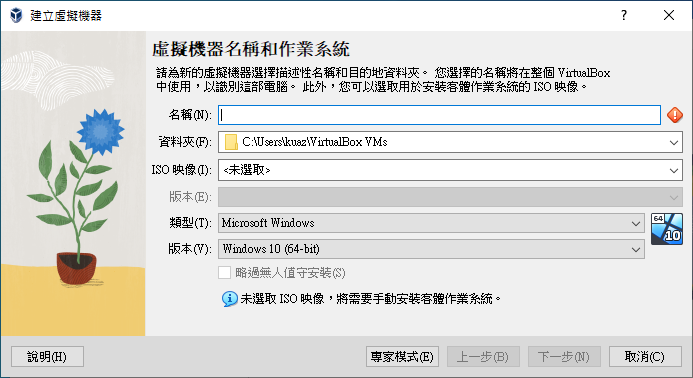 建立虛擬機器
?
虛擬機器名稱和作業系統
請為新的虛擬機器選擇描述性名稱和目的地資料夾。 您選擇的名稱將在整個 VirtualBox
中使用，以識別這部電腦。 此外，您可以選取用於安裝客體作業系統的 ISO 映像。
名稱(N):
資料夾(F): C:\Users\kuaz\VirtualBox VMs
ISO 映像(I): <未選取>
版本(E):
類型(T): Microsoft Windows
64
10
版本(V): Windows 10 (64-bit)
略過無人值守安裝(S)
未選取 ISO 映像，將需要手動安裝客體作業系統。
說明(H) 專家模式(E) 上一步(B) 下一步(N) 取消(C)